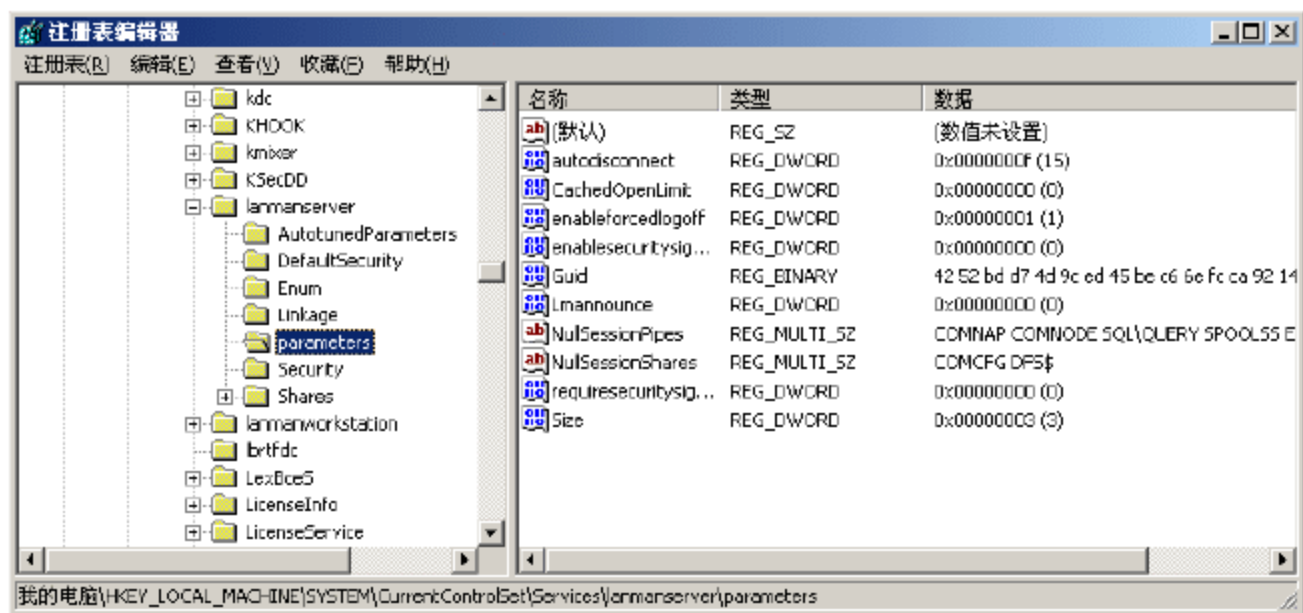 注册表编辑器
注册表(R) 编辑(E) 查看(V) 收藏(F) 帮助(H)
kdc
KHOOK
kmixer
KSecDD
lanmanserver
AutotunedParameters
DefaultSecurity
Enum
Linkage
parameters
Security
Shares
lanmanworkstation
lbrtfdc
LexBceS
LicenseInfo
LicenseService
名称 类型 数据
(默认) REG_SZ (数值未设置)
autodisconnect REG_DWORD 0x0000000f (15)
CachedOpenLimit REG_DWORD 0x00000000 (0)
enableforcedlogoff REG_DWORD 0x00000001 (1)
enablesecuritysig... REG_DWORD 0x00000000 (0)
Guid REG_BINARY 42 52 bd d7 4d 9c ed 45 be c6 6e fc ca 92 14
Lmannounce REG_DWORD 0x00000000 (0)
NullSessionPipes REG_MULTI_SZ COMNAP COMNODE SQL\QUERY SPOOLSS E
NullSessionShares REG_MULTI_SZ COMCFG DFS$
requiresecuritysig... REG_DWORD 0x00000000 (0)
Size REG_DWORD 0x00000003 (3)
我的电脑\HKEY_LOCAL_MACHINE\SYSTEM\CurrentControlSet\Services\lanmanserver\parameters